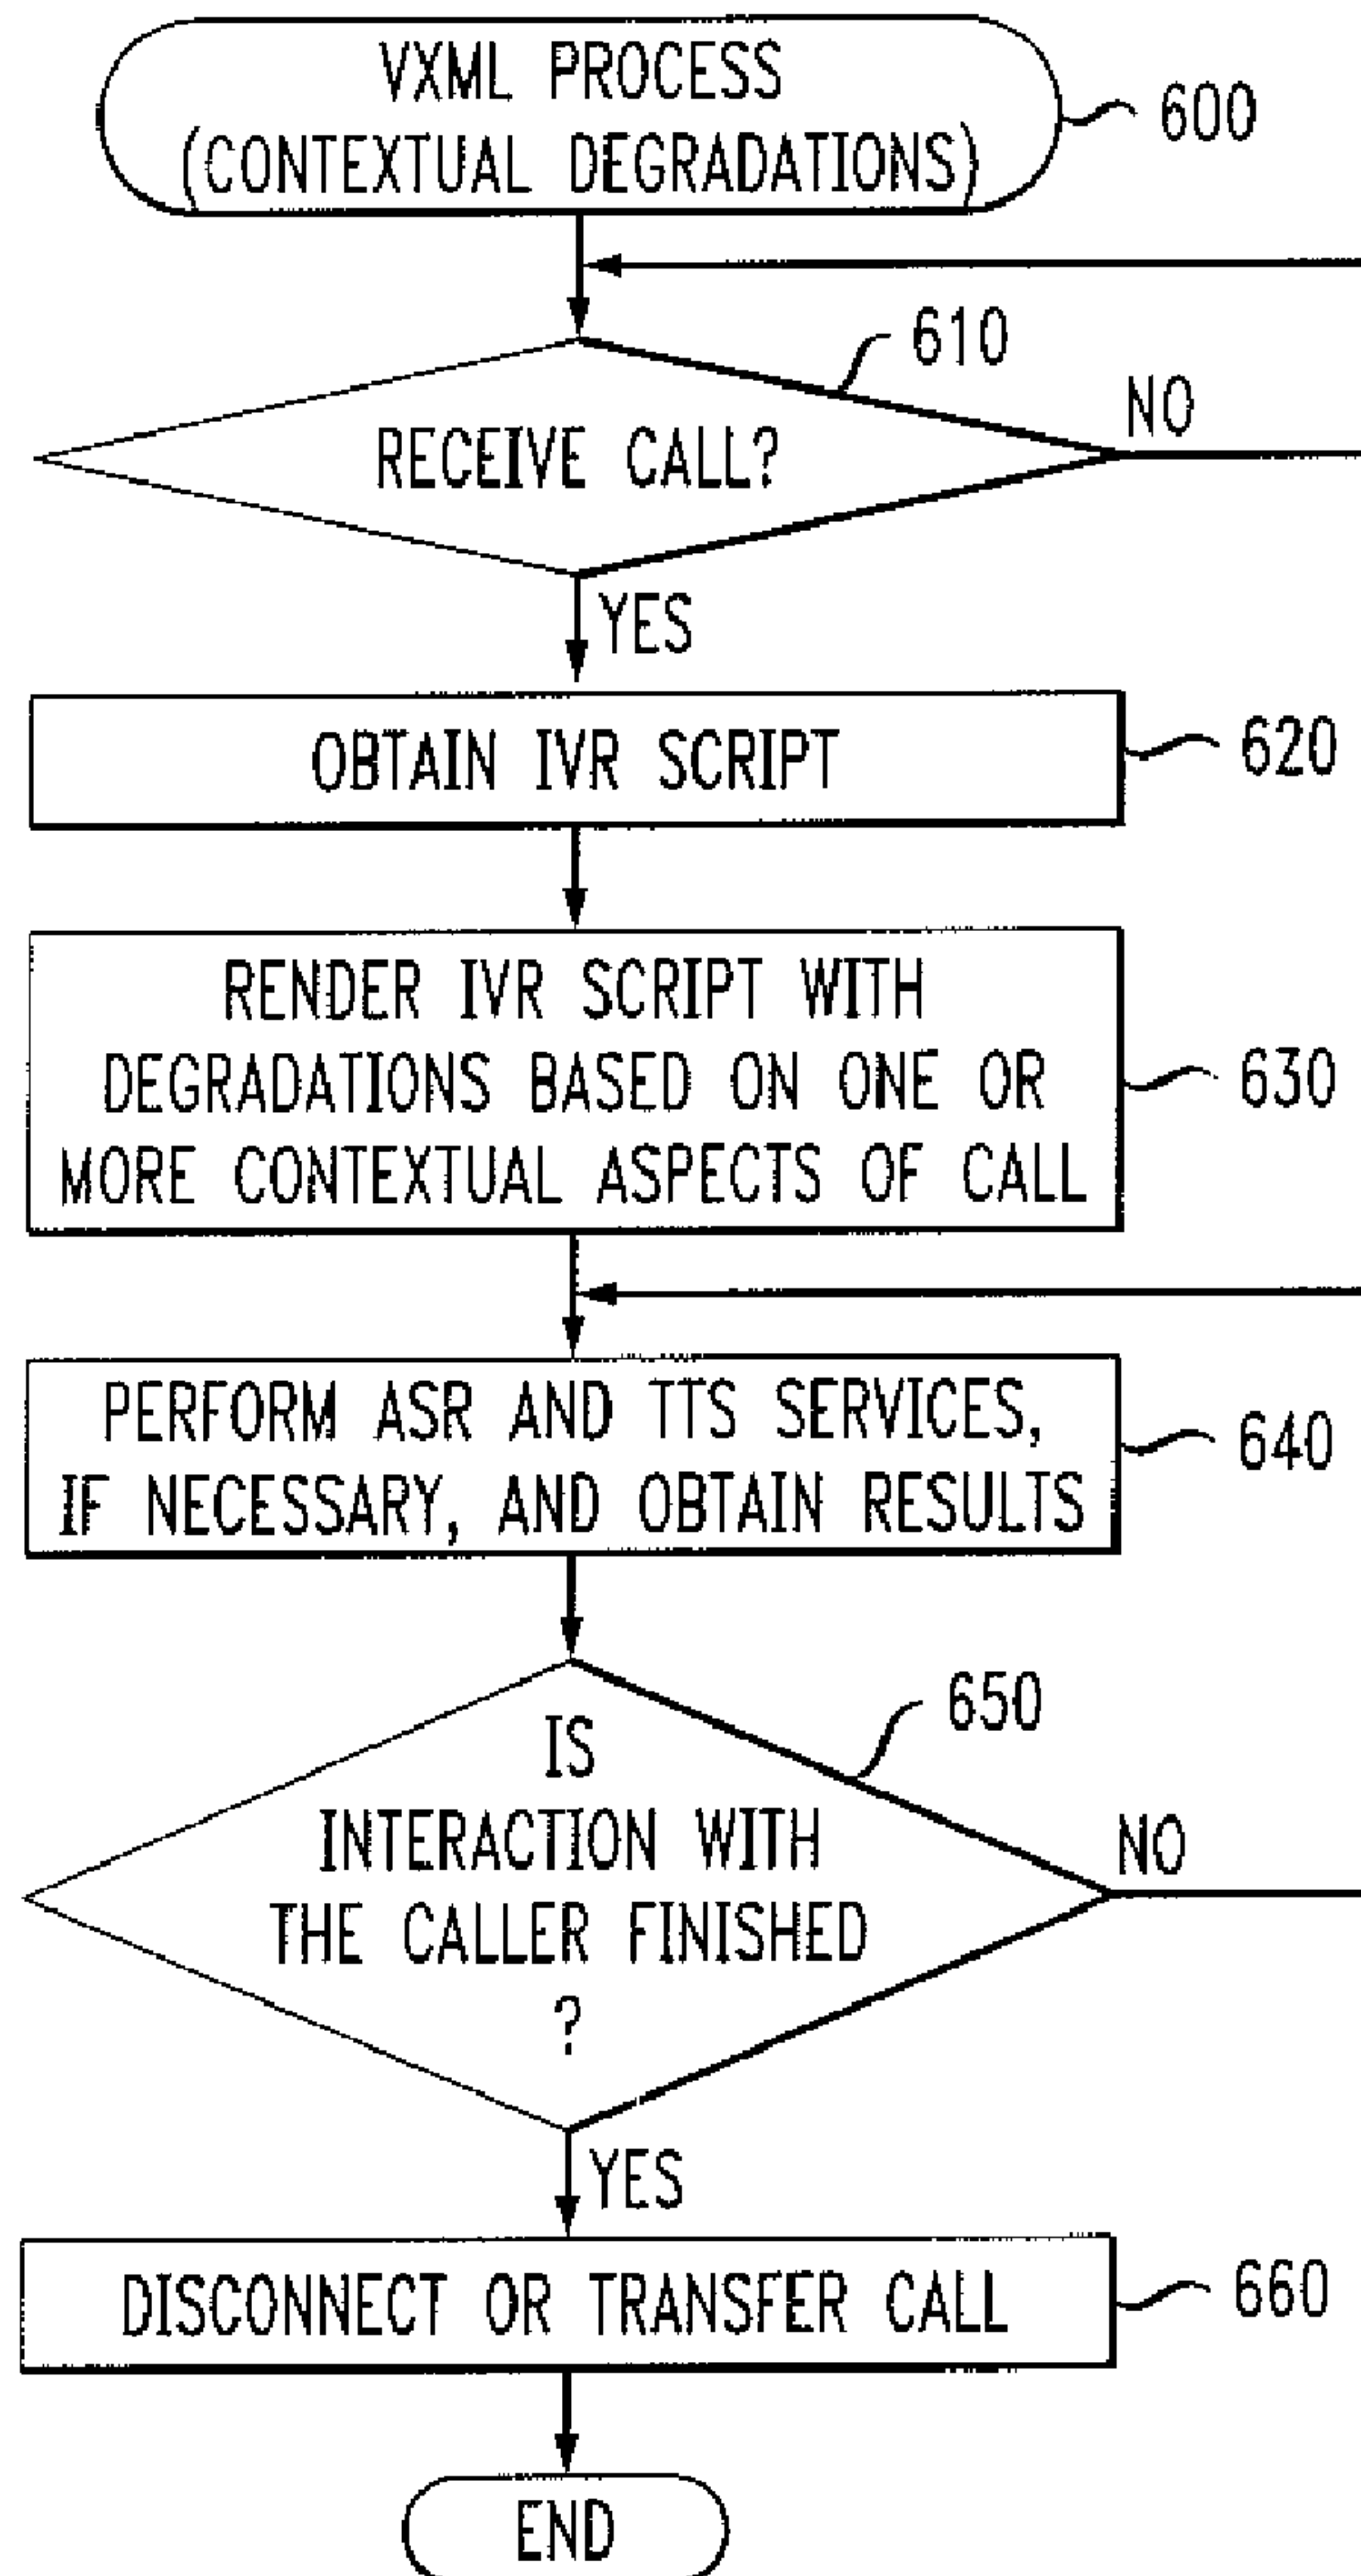 VXML PROCESS
(CONTEXTUAL DEGRADATIONS)
600
610
RECEIVE CALL?
NO
YES
OBTAIN IVR SCRIPT
620
RENDER IVR SCRIPT WITH
DEGRADATIONS BASED ON ONE OR
MORE CONTEXTUAL ASPECTS OF CALL
630
PERFORM ASR AND TTS SERVICES,
IF NECESSARY, AND OBTAIN RESULTS
640
650
IS
INTERACTION WITH
THE CALLER FINISHED
?
NO
YES
DISCONNECT OR TRANSFER CALL
660
END